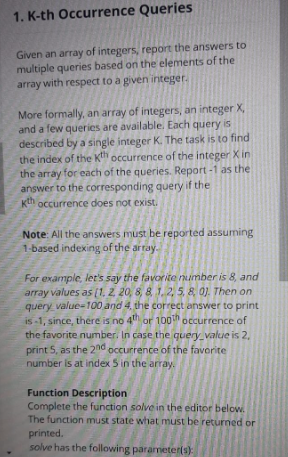 1. K-th Occurrence Queries
Given an array of integers, report the answers to
multiple queries based on the elements of the
array with respect to a given integer.
More formally, an array of integers, an integer X,
and a few queries are available. Each query is
described by a single integer K. The task is to find
the index of the Kth occurrence of the integer X in
the array for each of the queries. Report -1 as the
answer to the corresponding query if the
Kth occurrence does not exist.
Note: All the answers must be reported assuming
1-based indexing of the array.
For example, let's say the favorite number is 8, and
array values as [1, 2, 20, 8, 8, 1, 2, 5, 8, 0]. Then on
query_value=100 and 4, the correct answer to print
is -1, since, there is no 4th or 100th occurrence of
the favorite number. In case the query_value is 2,
print 5, as the 2nd occurrence of the favorite
number is at index 5 in the array.
Function Description
Complete the function solve in the editor below.
The function must state what must be returned or
printed.
solve has the following parameter(s):